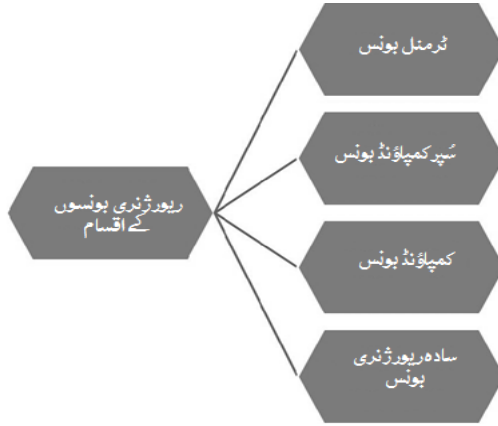 ٹرمنل بونس
سُپر کمپاؤنڈ بونس
ریورژنری بونسوں
کے اقسام
کمپاؤنڈ بونس
سادہ ریورژنری
بونس